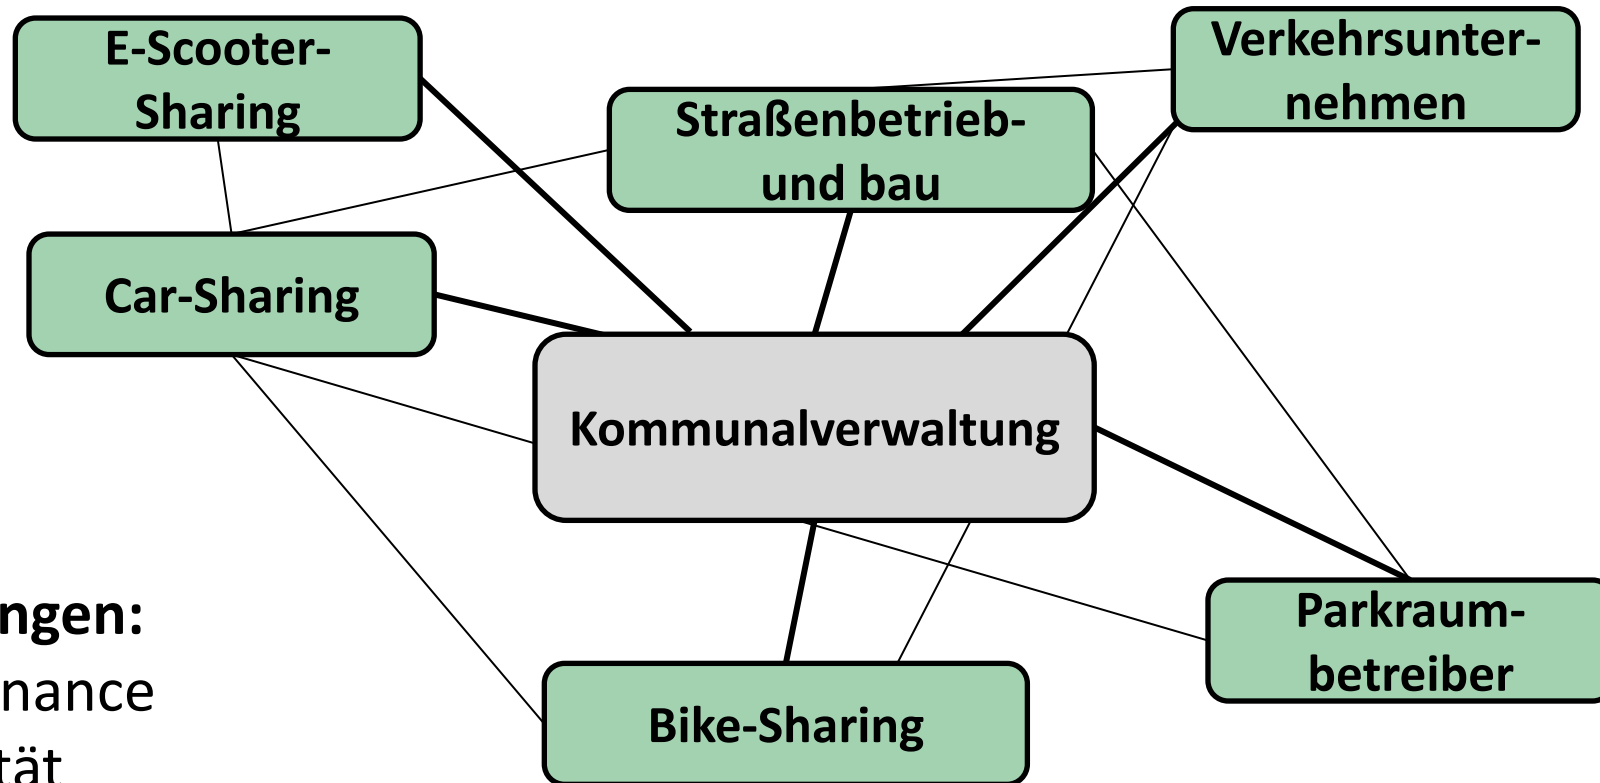 E-Scooter-
Sharing
Verkehrsunter-
nehmen
Straßenbetrieb-
und bau
Car-Sharing
Kommunalverwaltung
ngen:
nance
tät
Parkraum-
betreiber
Bike-Sharing